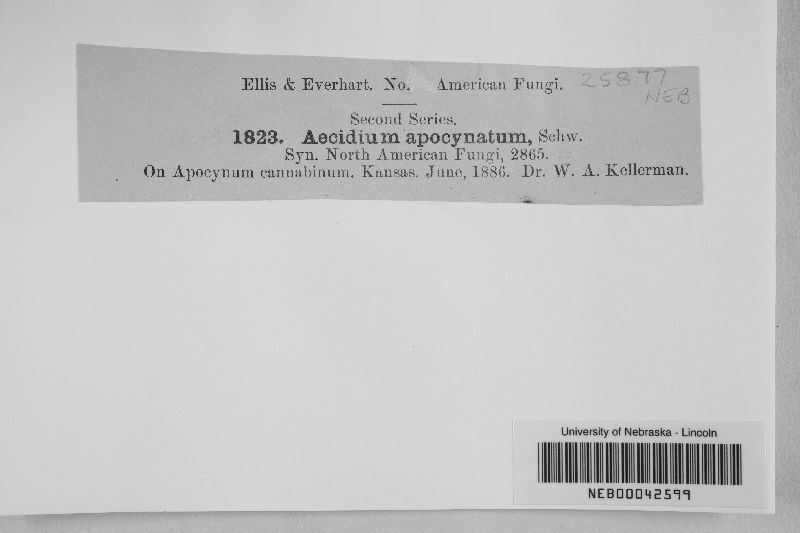 Ellis & Everhart. No. American Fungi. 25877
NEB
Second Series.
1823. Aecidium apocynatum, Schw.
Syn. North American Fungi, 2865.
On Apocynum cannabinum. Kansas. June, 1886. Dr. W. A. Kellerman.
University of Nebraska - Lincoln
NEB00042599